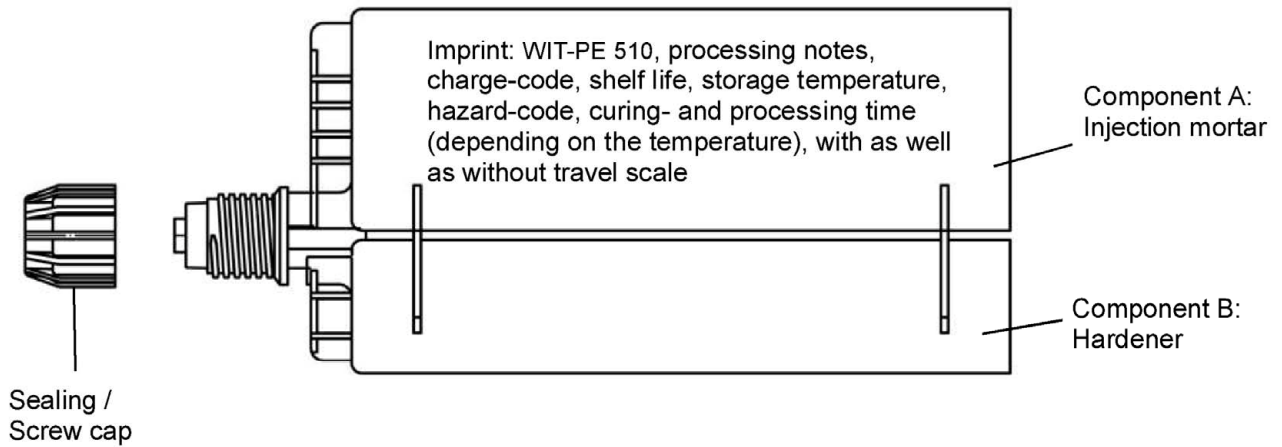 Imprint: WIT-PE 510, processing notes,
charge-code, shelf life, storage temperature,
hazard-code, curing- and processing time
(depending on the temperature), with as well
as without travel scale
Component A:
Injection mortar
Component B:
Hardener
Sealing /
Screw cap